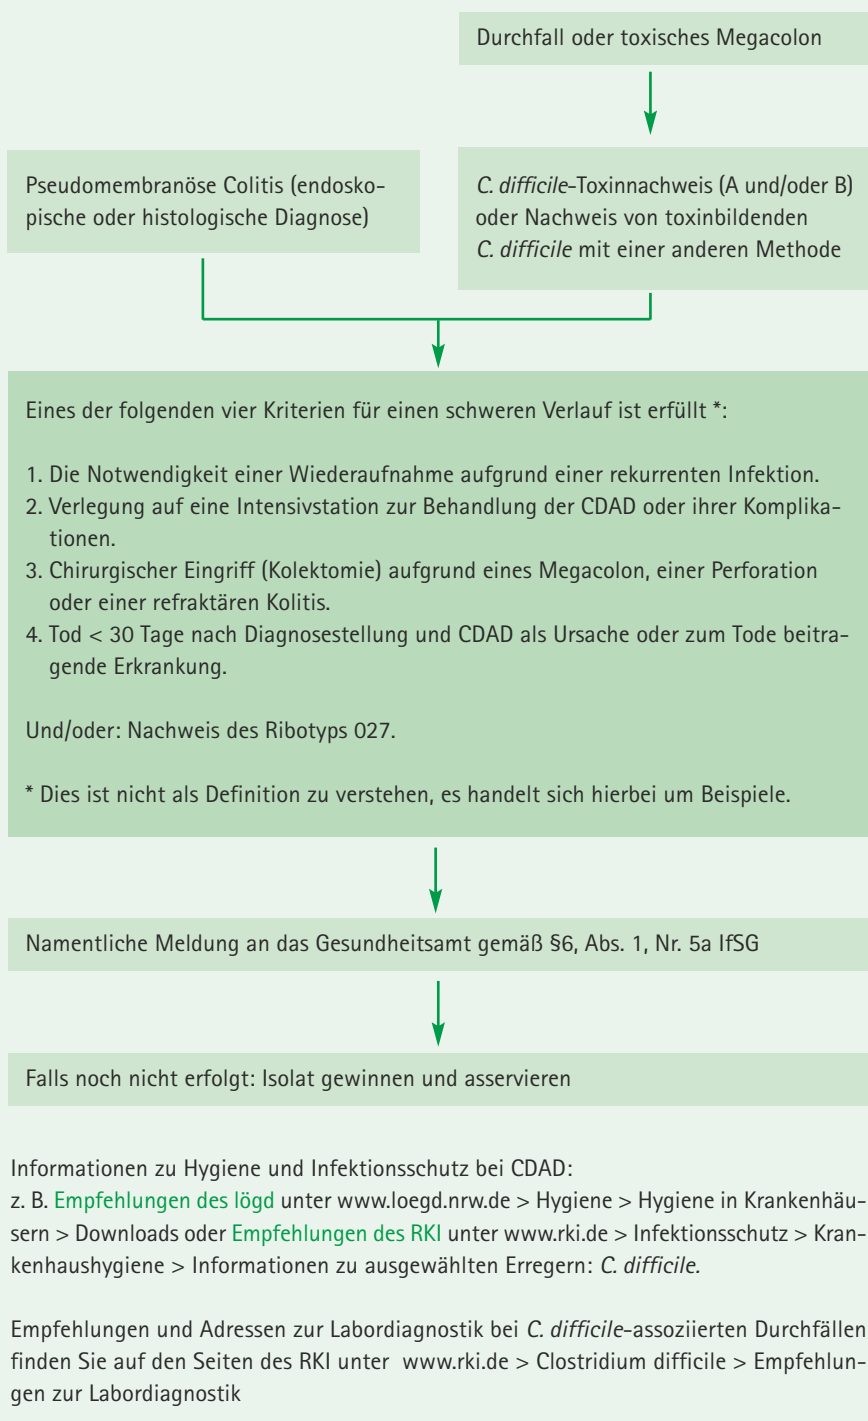 Durchfall oder toxisches Megacolon
Pseudomembranöse Colitis (endosko-
pische oder histologische Diagnose)
C. difficile-Toxinnachweis (A und/oder B)
oder Nachweis von toxinbildenden
C. difficile mit einer anderen Methode
Eines der folgenden vier Kriterien für einen schweren Verlauf ist erfüllt *:
1. Die Notwendigkeit einer Wiederaufnahme aufgrund einer rekurrenten Infektion.
2. Verlegung auf eine Intensivstation zur Behandlung der CDAD oder ihrer Komplika-
tionen.
3. Chirurgischer Eingriff (Kolektomie) aufgrund eines Megacolon, einer Perforation
oder einer refraktären Kolitis.
4. Tod < 30 Tage nach Diagnosestellung und CDAD als Ursache oder zum Tode beitra-
gende Erkrankung.
Und/oder: Nachweis des Ribotyps 027.
* Dies ist nicht als Definition zu verstehen, es handelt sich hierbei um Beispiele.
Namentliche Meldung an das Gesundheitsamt gemäß §6, Abs. 1, Nr. 5a IfSG
Falls noch nicht erfolgt: Isolat gewinnen und asservieren
Informationen zu Hygiene und Infektionsschutz bei CDAD:
z. B. Empfehlungen des lögd unter www.loegd.nrw.de > Hygiene > Hygiene in Krankenhäu-
sern > Downloads oder Empfehlungen des RKI unter www.rki.de > Infektionsschutz > Kran-
kenhaushygiene > Informationen zu ausgewählten Erregern: C. difficile.
Empfehlungen und Adressen zur Labordiagnostik bei C. difficile-assoziierten Durchfällen
finden Sie auf den Seiten des RKI unter www.rki.de > Clostridium difficile > Empfehlun-
gen zur Labordiagnostik